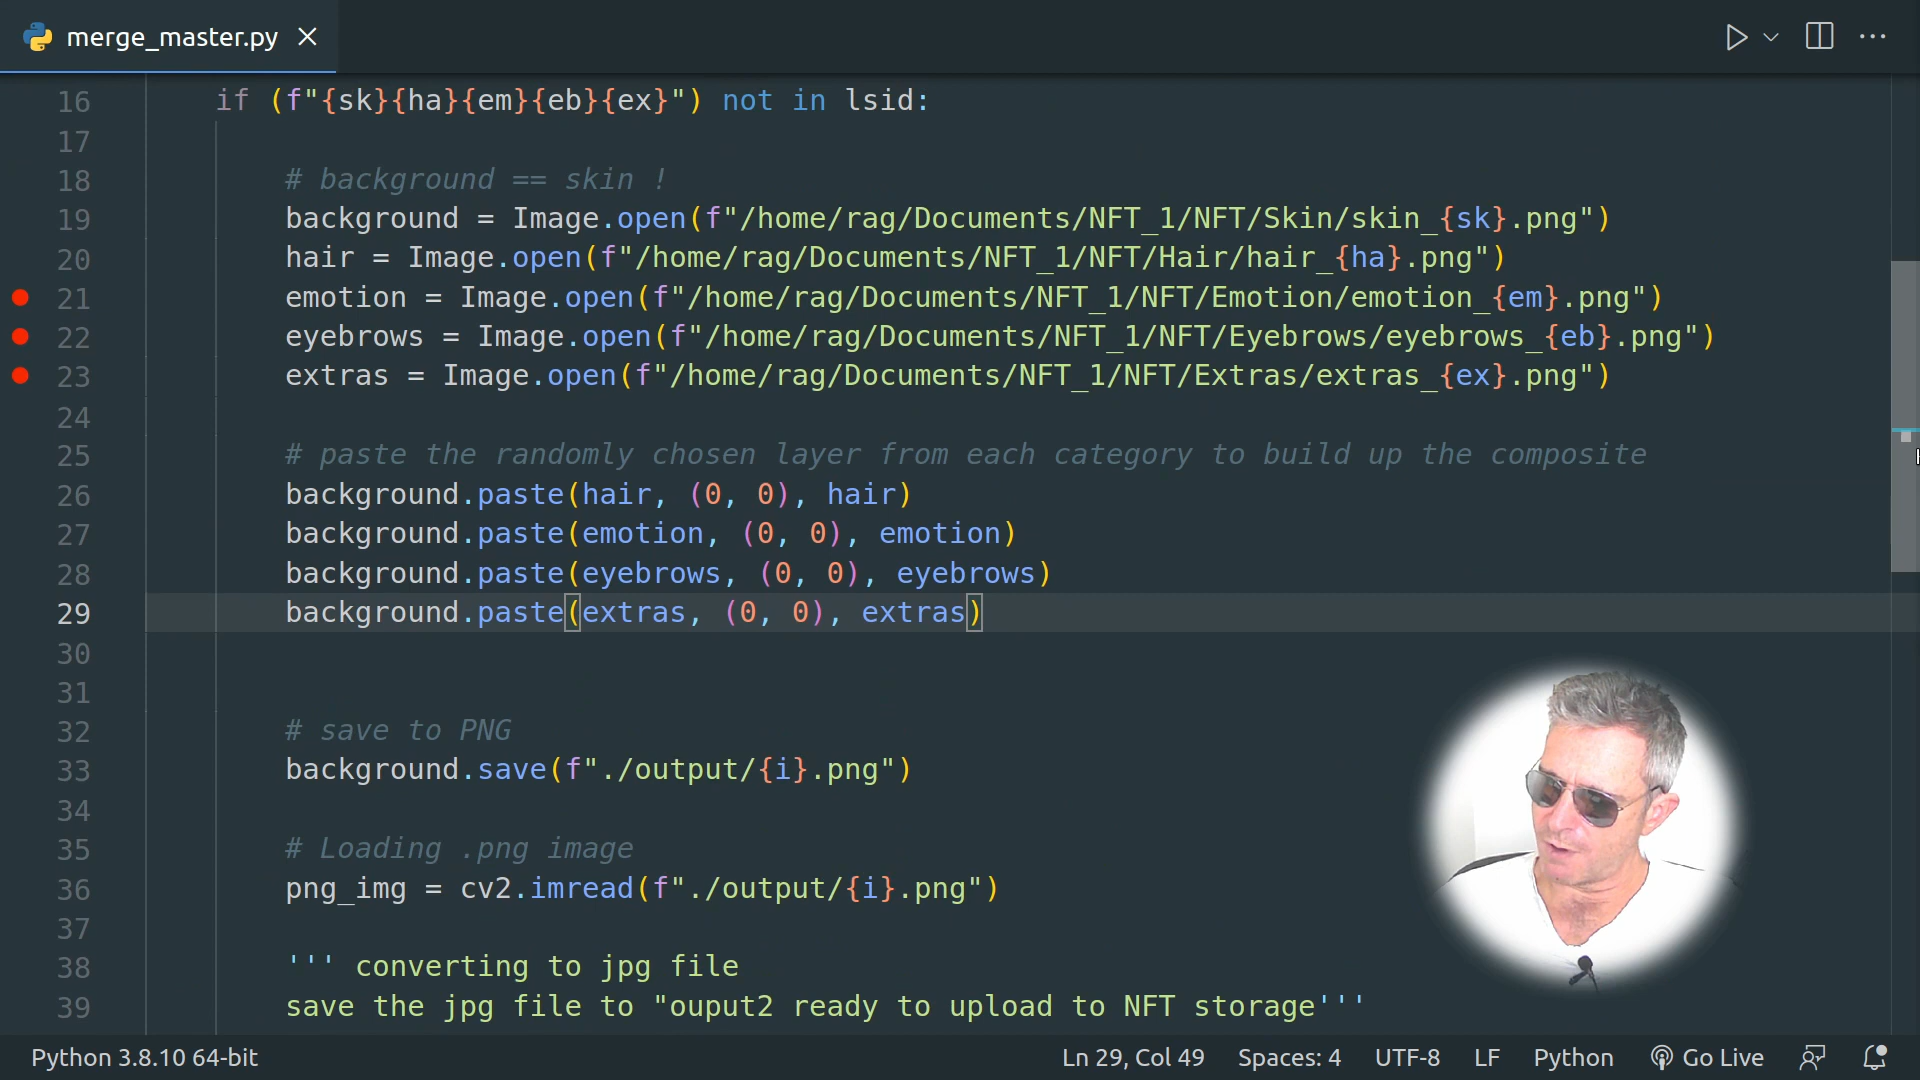 merge_master.py
16 if (f"{sk}{ha}{em}{eb}{ex}") not in lsid:
17
18 # background == skin !
19 background = Image.open(f"/home/rag/Documents/NFT_1/NFT/Skin/skin_{sk}.png")
20 hair = Image.open(f"/home/rag/Documents/NFT_1/NFT/Hair/hair_{ha}.png")
21 emotion = Image.open(f"/home/rag/Documents/NFT_1/NFT/Emotion/emotion_{em}.png")
22 eyebrows = Image.open(f"/home/rag/Documents/NFT_1/NFT/Eyebrows/eyebrows_{eb}.png")
23 extras = Image.open(f"/home/rag/Documents/NFT_1/NFT/Extras/extras_{ex}.png")
24
25 # paste the randomly chosen layer from each category to build up the composite
26 background.paste(hair, (0, 0), hair)
27 background.paste(emotion, (0, 0), emotion)
28 background.paste(eyebrows, (0, 0), eyebrows)
29 background.paste(extras, (0, 0), extras)
30
31
32 # save to PNG
33 background.save(f"./output/{i}.png")
34
35 # Loading .png image
36 png_img = cv2.imread(f"./output/{i}.png")
37
38 ''' converting to jpg file
39 save the jpg file to "ouput2 ready to upload to NFT storage'''
Python 3.8.10 64-bit Ln 29, Col 49 Spaces: 4 UTF-8 LF Python Go Live